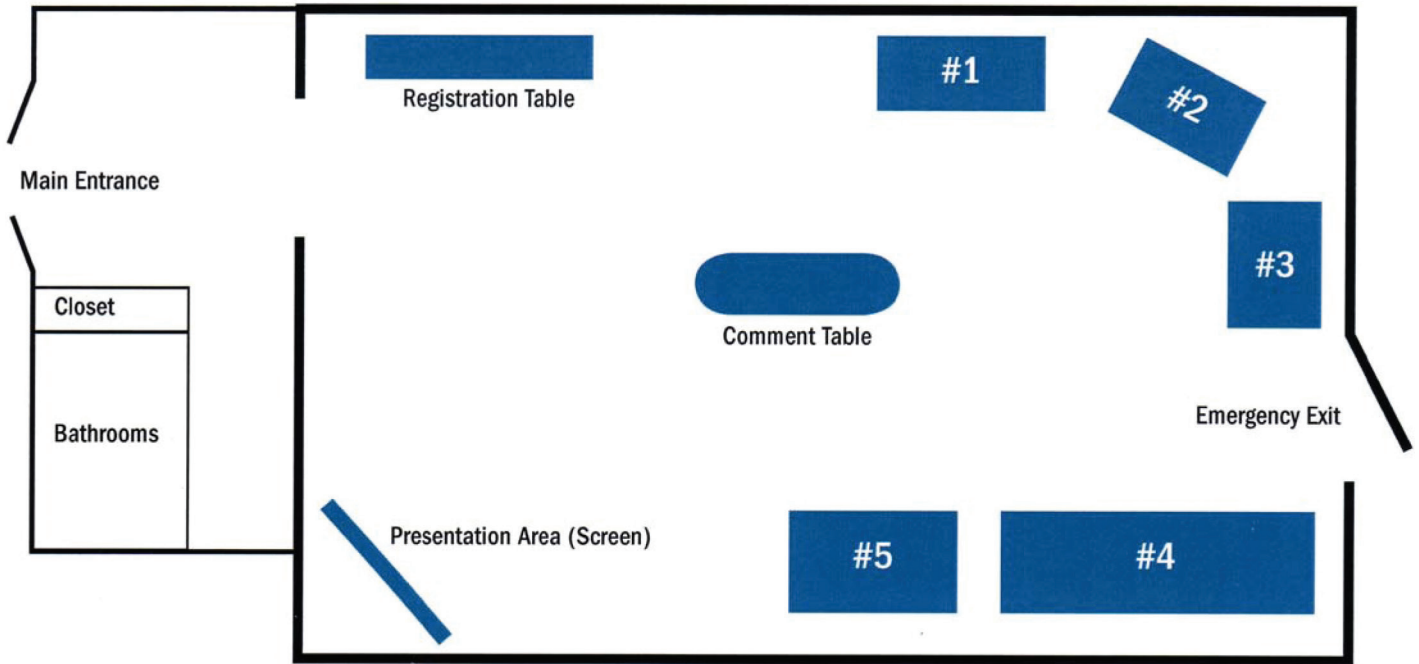 #1
#2
Registration Table
Main Entrance
#3
Closet
Comment Table
Emergency Exit
Bathrooms
Presentation Area (Screen)
#5
#4